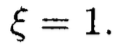 ξ = 1.